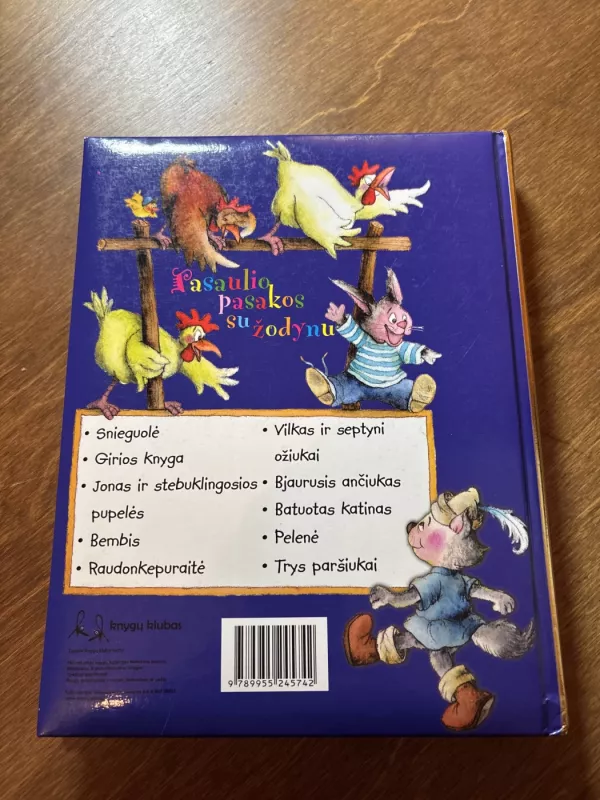 Pasaulio
pasakos
su žodynu
• Snieguolė
• Girios knyga
• Jonas ir stebuklingosios
pupelės
• Bembis
• Raudonkepuraitė
• Vilkas ir septyni
ožiukai
• Bjaurusis ančiukas
• Batuotas katinas
• Pelenė
• Trys paršiukai
knygų klubas
9 789955 245742